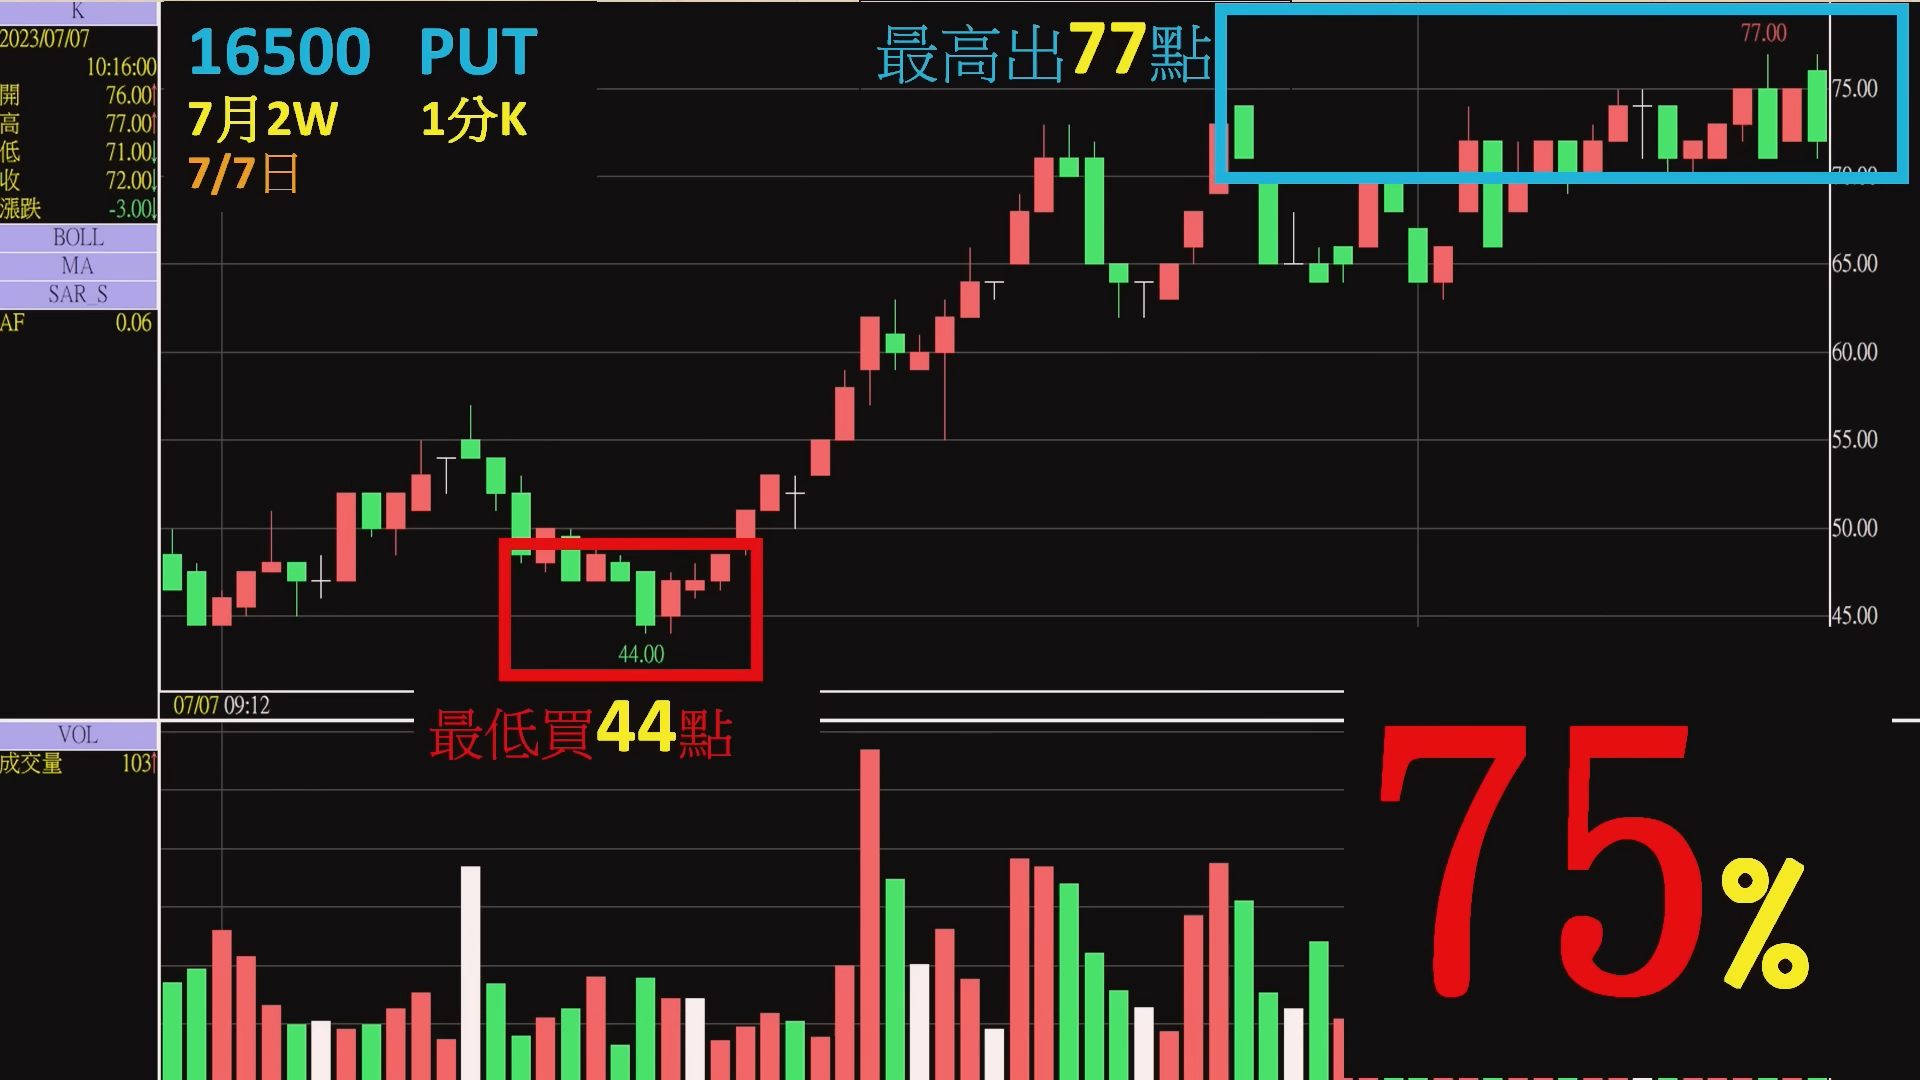 K
2023/07/07
10:16:00
開 76.00↑
高 77.00↑
低 71.00↓
收 72.00↓
漲跌 -3.00↓
BOLL
MA
SAR_S
AF 0.06
16500 PUT
7月2W 1分K
7/7日
最高出77點
77.00
75.00
70.00
65.00
60.00
55.00
50.00
45.00
44.00
07/07 09:12
最低買44點
VOL
成交量 103↑
75%